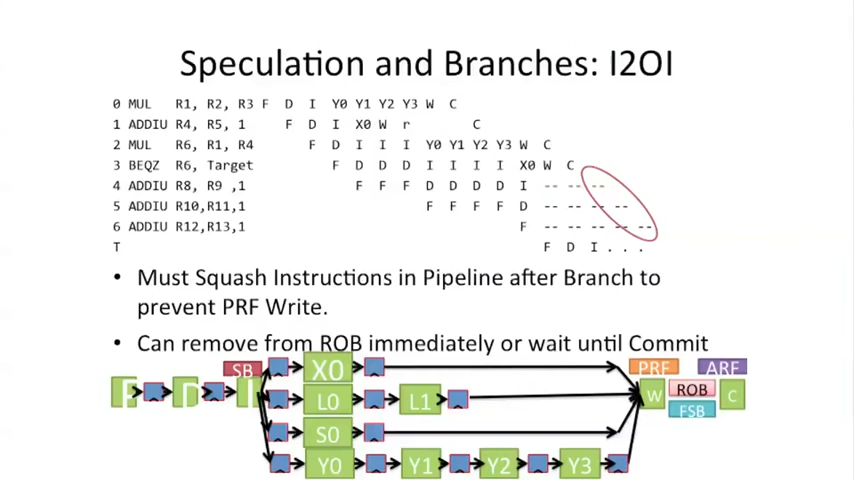 Speculation and Branches: I2OI
0 MUL R1, R2, R3 F D I Y0 Y1 Y2 Y3 W C
1 ADDIU R4, R5, 1 F D I X0 W r C
2 MUL R6, R1, R4 F D I I I Y0 Y1 Y2 Y3 W C
3 BEQZ R6, Target F D D D I I I I X0 W C
4 ADDIU R8, R9 ,1 F F F D D D D I -- -- --
5 ADDIU R10,R11,1 F F F F D -- -- -- --
6 ADDIU R12,R13,1 F -- -- -- -- --
T F D I . . .
• Must Squash Instructions in Pipeline after Branch to
prevent PRF Write.
• Can remove from ROB immediately or wait until Commit
SB X0 PRF ARF
F D I L0 L1 W ROB C
FSB
S0
Y0 Y1 Y2 Y3